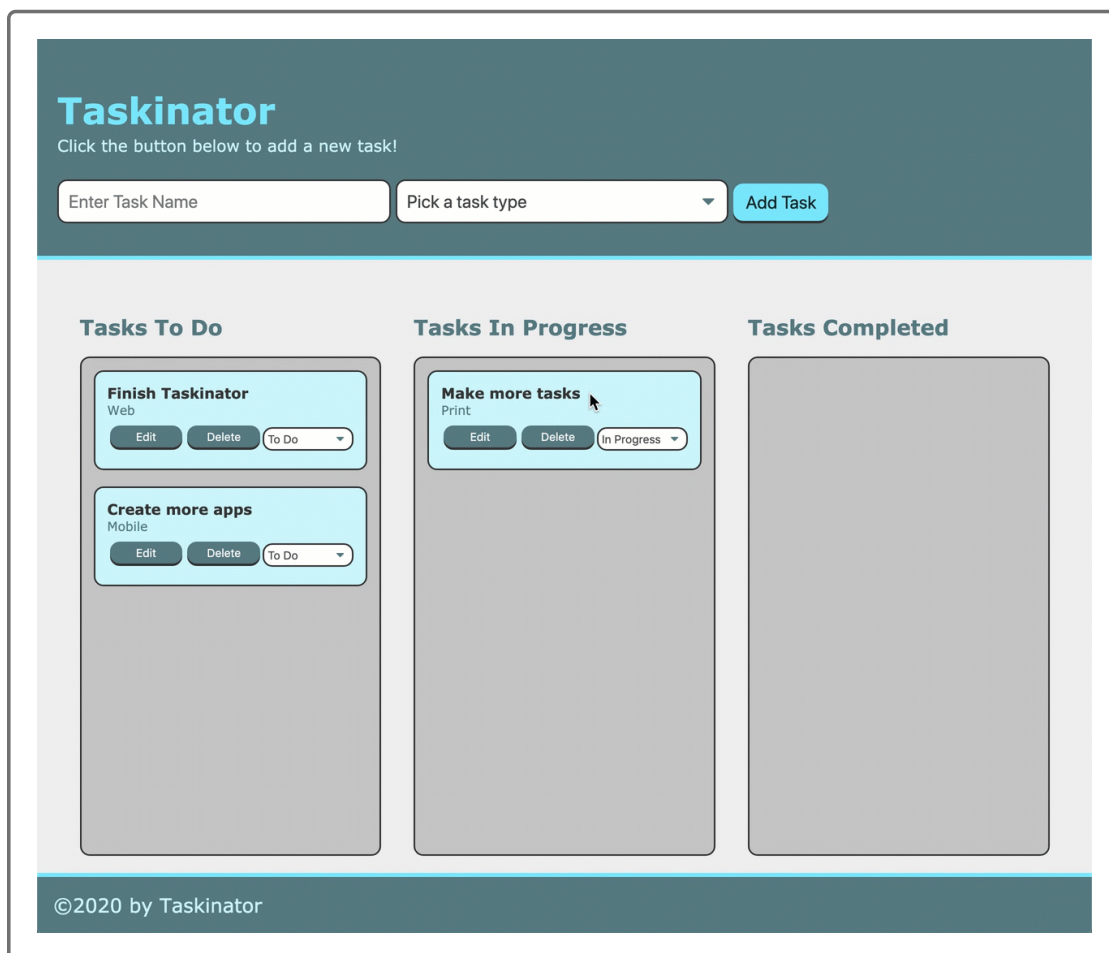 Taskinator
Click the button below to add a new task!
Enter Task Name
Pick a task type
Add Task
Tasks To Do
Finish Taskinator
Web
Edit Delete To Do
Create more apps
Mobile
Edit Delete To Do
Tasks In Progress
Make more tasks
Print
Edit Delete In Progress
Tasks Completed
©2020 by Taskinator